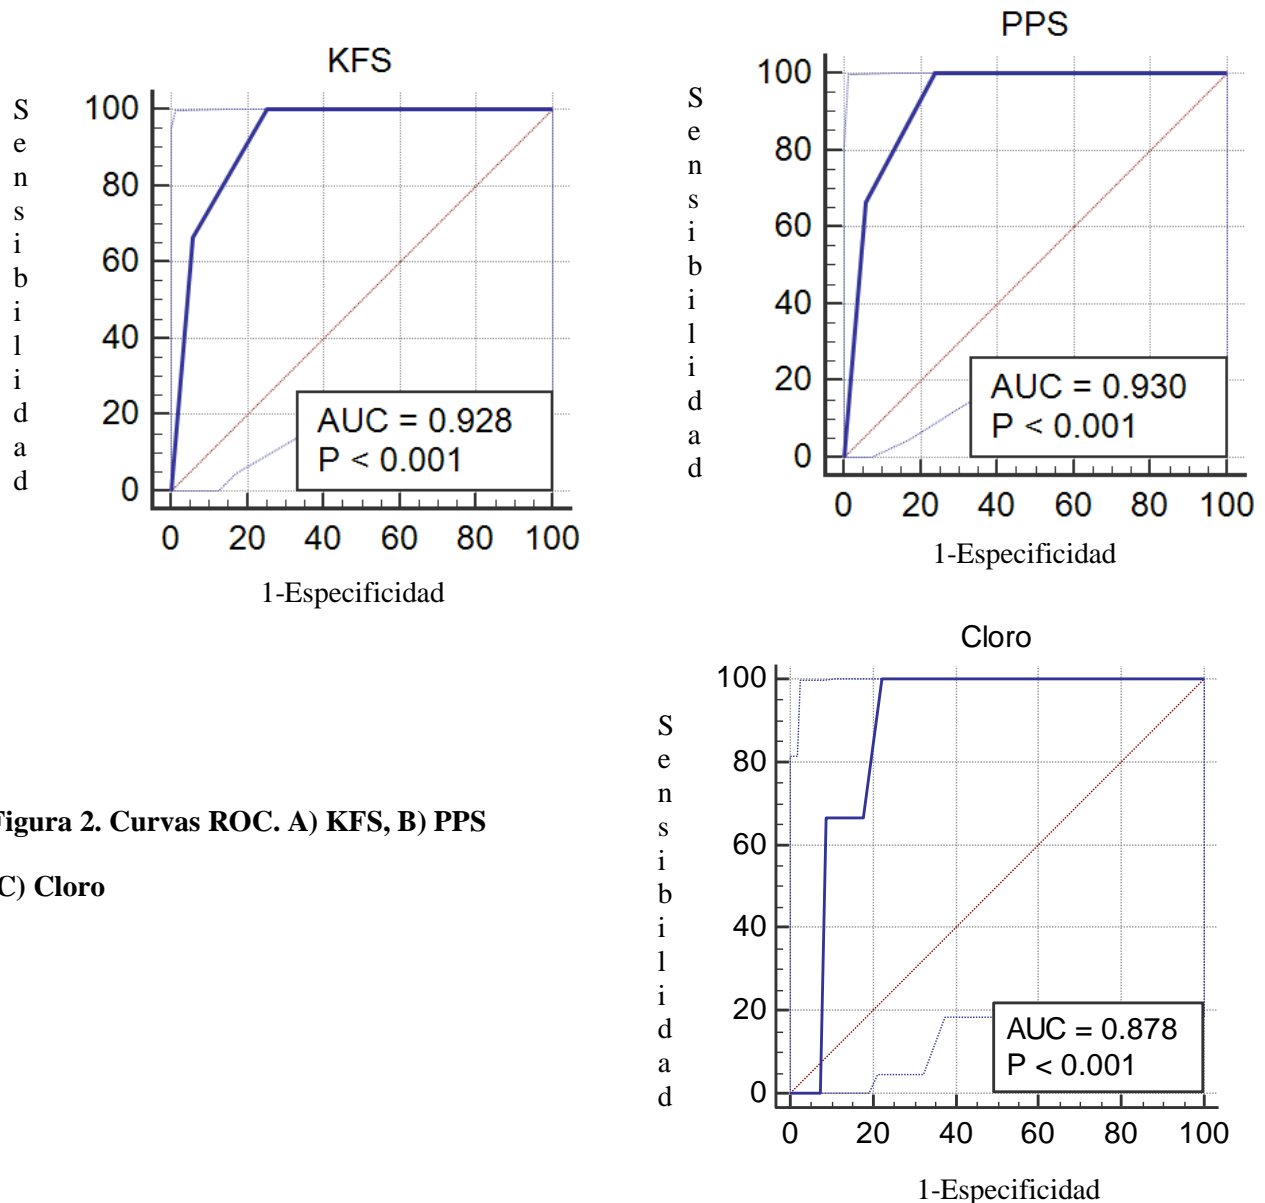 KFS
Sensibilidad
100
80
60
40
20
0
AUC = 0.928
P < 0.001
0 20 40 60 80 100
1-Especificidad
PPS
Sensibilidad
100
80
60
40
20
0
AUC = 0.930
P < 0.001
0 20 40 60 80 100
1-Especificidad
Cloro
Sensibilidad
100
80
60
40
20
0
AUC = 0.878
P < 0.001
0 20 40 60 80 100
1-Especificidad
Figura 2. Curvas ROC. A) KFS, B) PPS
C) Cloro